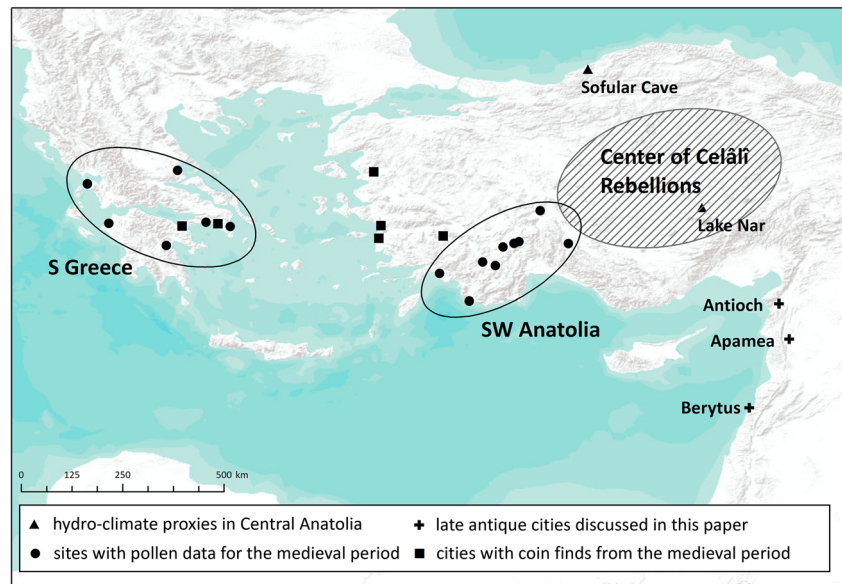 Sofular Cave
Center of Celâlî
Rebellions
Lake Nar
S Greece
Antioch
SW Anatolia
Apamea
Berytus
0 125 250 500 km
hydro-climate proxies in Central Anatolia
late antique cities discussed in this paper
sites with pollen data for the medieval period
cities with coin finds from the medieval period